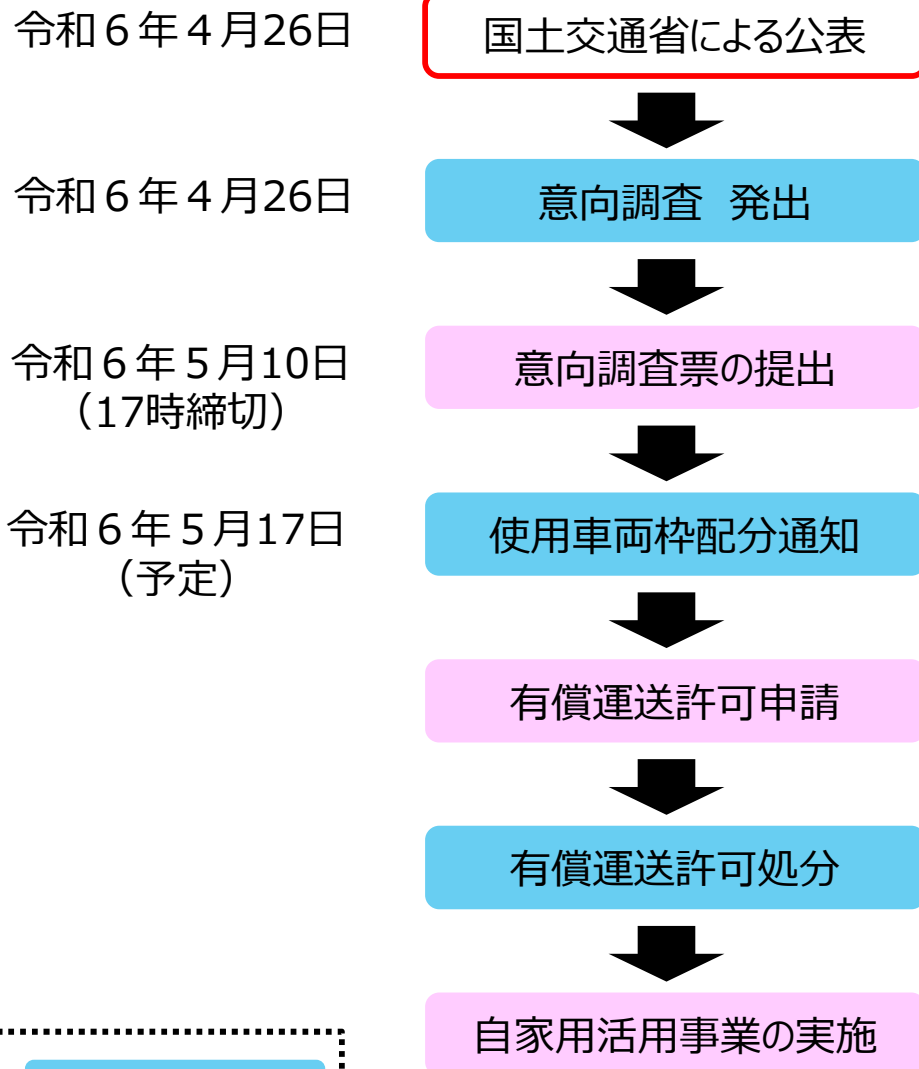 令和６年４月26日
国土交通省による公表
令和６年４月26日
意向調査　発出
令和６年５月10日
（17時締切）
意向調査票の提出
令和６年５月17日
（予定）
使用車両枠配分通知
有償運送許可申請
有償運送許可処分
自家用活用事業の実施